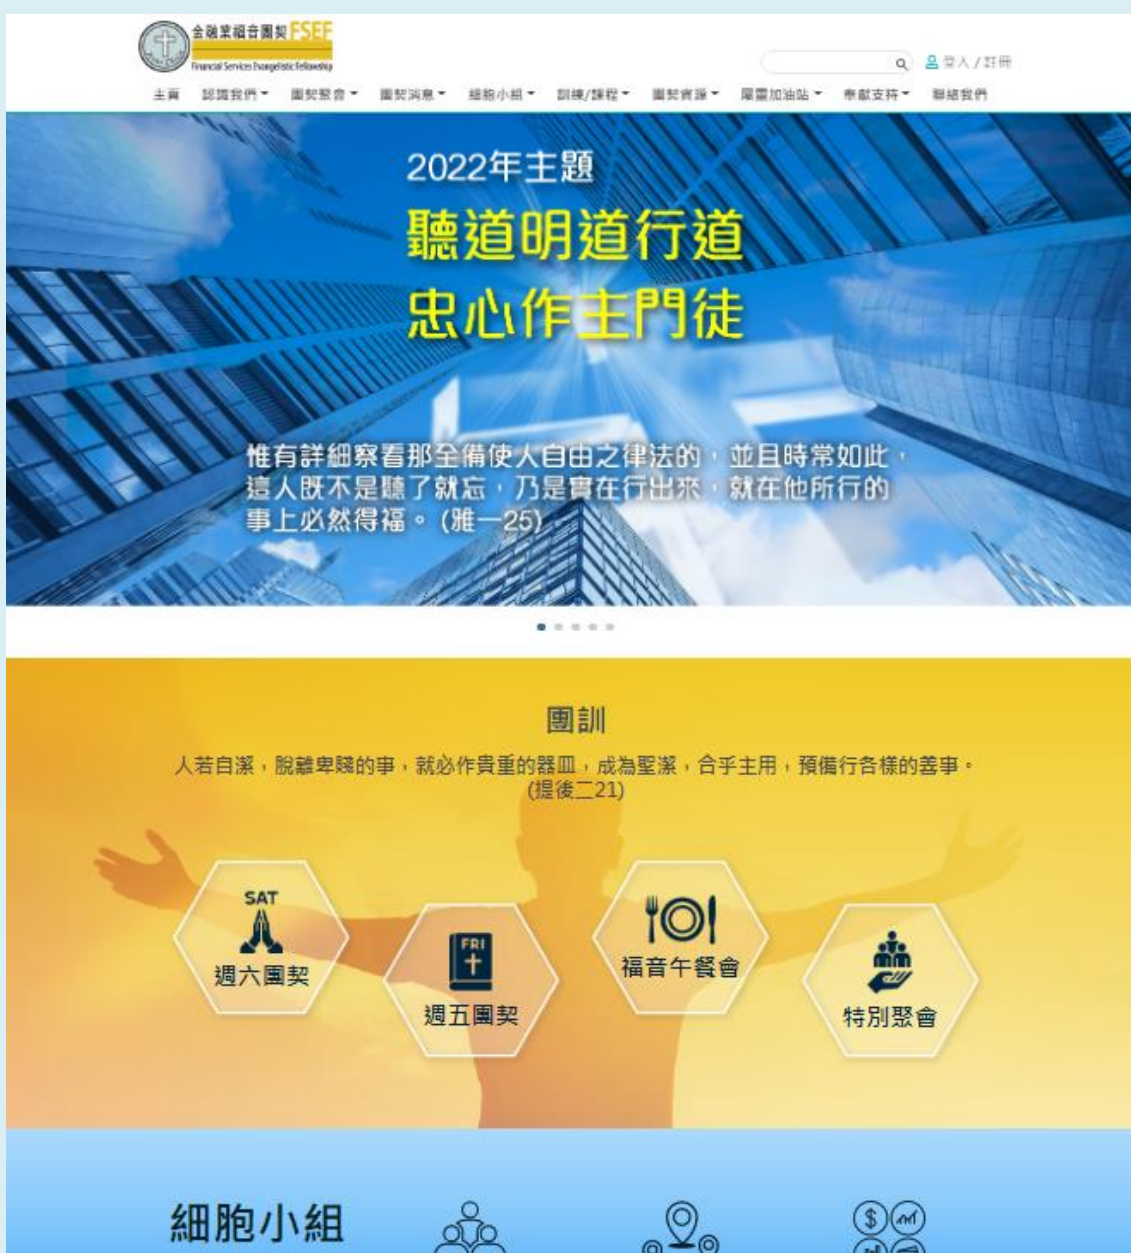 金融業福音團契 FSEF
Financial Services Evangelistic Fellowship
登入 / 註冊
主頁 認識我們 團契聚會 團契消息 細胞小組 訓練/課程 團契資源 屬靈加油站 奉獻支持 聯絡我們
2022年主題
聽道明道行道
忠心作主門徒
惟有詳細察看那全備使人自由之律法的，並且時常如此，
這人既不是聽了就忘，乃是實在行出來，就在他所行的
事上必然得福。(雅一25)
團訓
人若自潔，脫離卑賤的事，就必作貴重的器皿，成為聖潔，合乎主用，預備行各樣的善事。
(提後二21)
SAT
週六團契
FRI
週五團契
福音午餐會
特別聚會
細胞小組